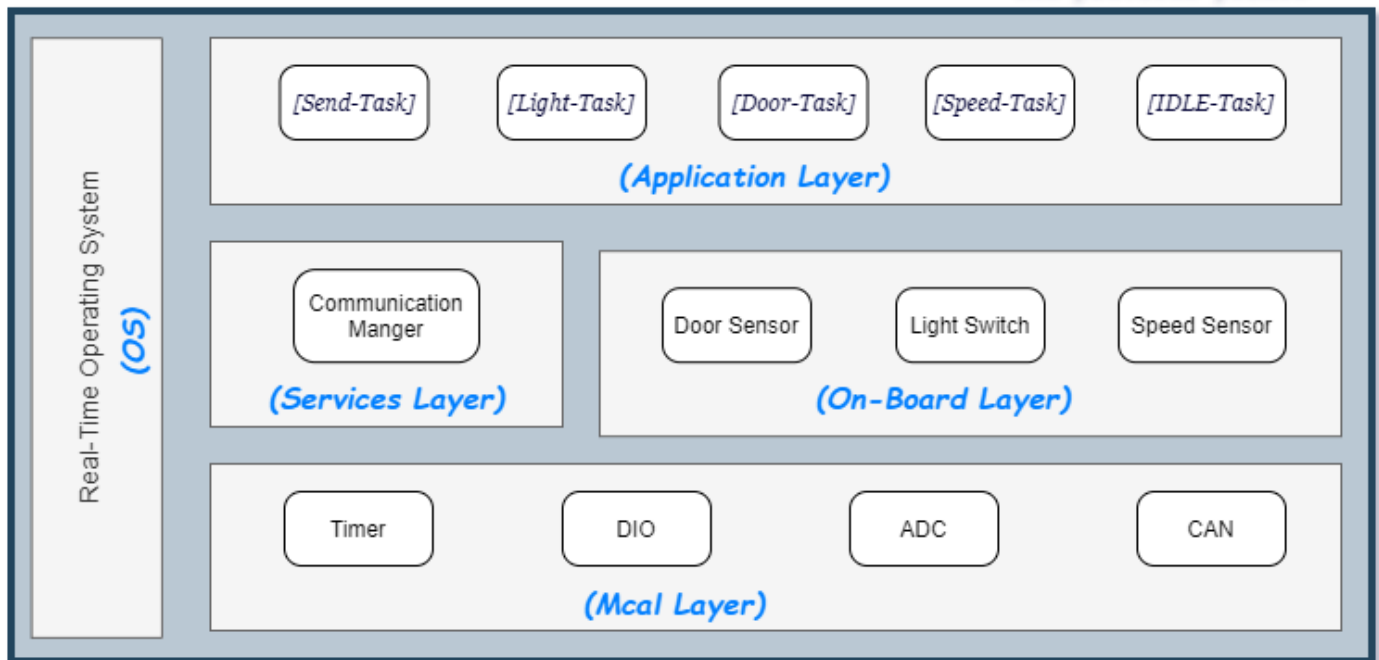 Real-Time Operating System
(OS)
[Send-Task]
[Light-Task]
[Door-Task]
[Speed-Task]
[IDLE-Task]
(Application Layer)
Communication
Manger
(Services Layer)
Door Sensor
Light Switch
Speed Sensor
(On-Board Layer)
Timer
DIO
ADC
CAN
(Mcal Layer)